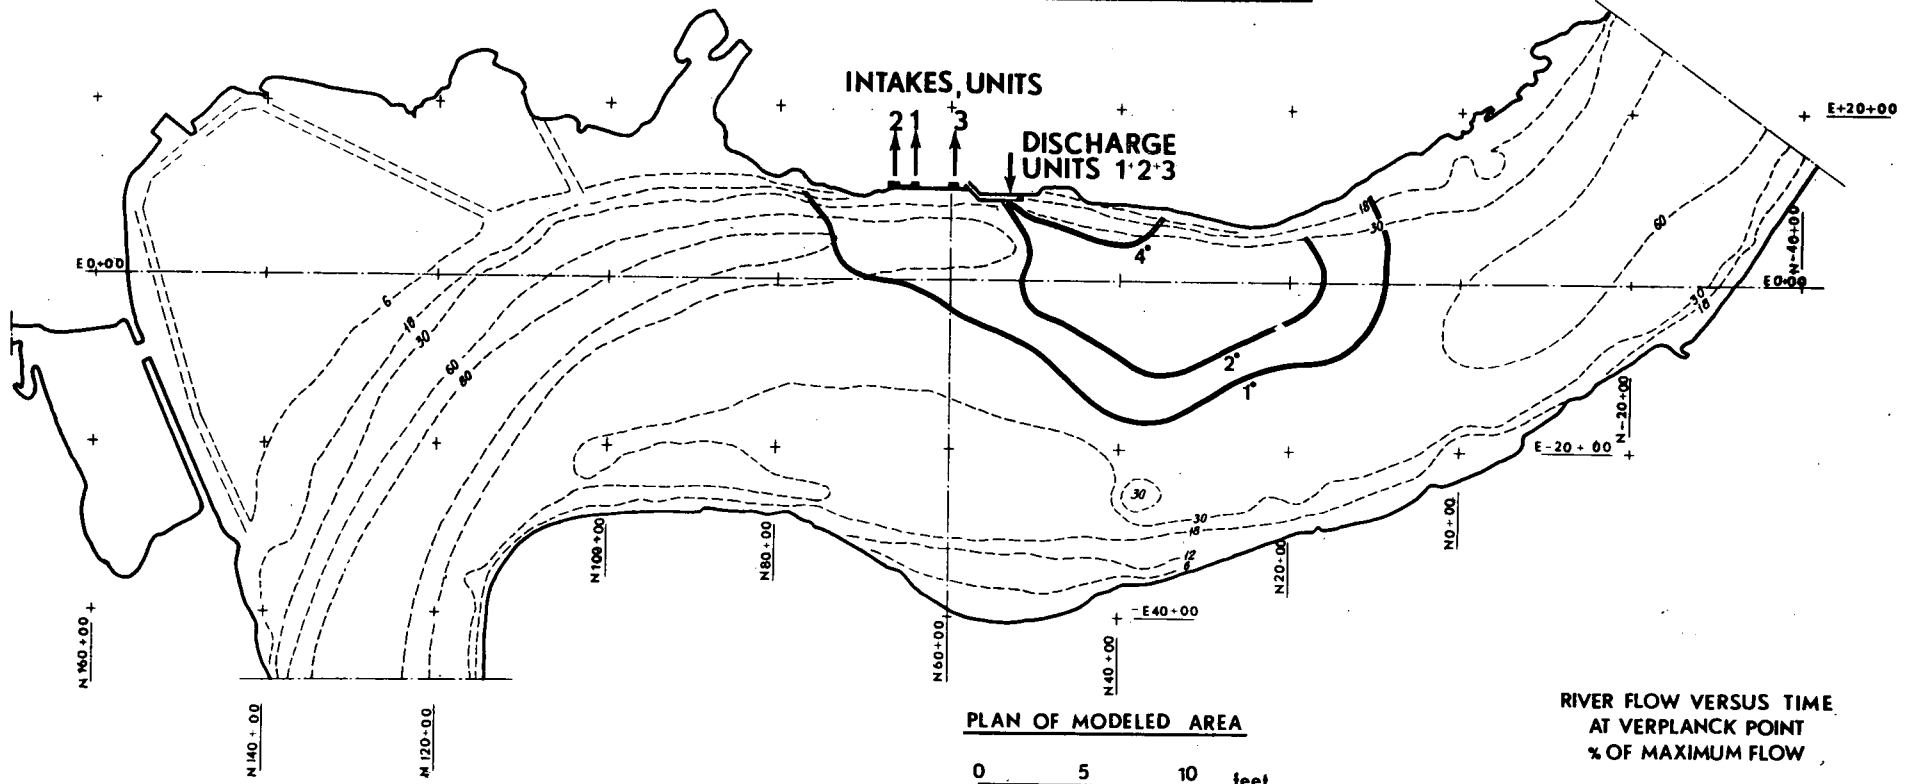 INTAKES, UNITS
2 1 3
DISCHARGE
UNITS 1+2+3
E+20+00
E0+00
E0+00
N-40+00
18
30
60
4°
6
18
30
60
80
2°
1°
30
18
N-20+00
E-20+00
30
30
18
12
6
N100+00
N80+00
N20+00
N0+00
-E40+00
N160+00
N60+00
N40+00
N140+00
N120+00
PLAN OF MODELED AREA
0 5 10 feet
RIVER FLOW VERSUS TIME
AT VERPLANCK POINT
% OF MAXIMUM FLOW